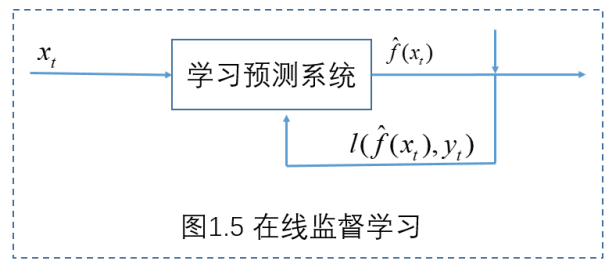 x_t
学习预测系统
f̂(x_t)
l(f̂(x_t), y_t)
图1.5 在线监督学习